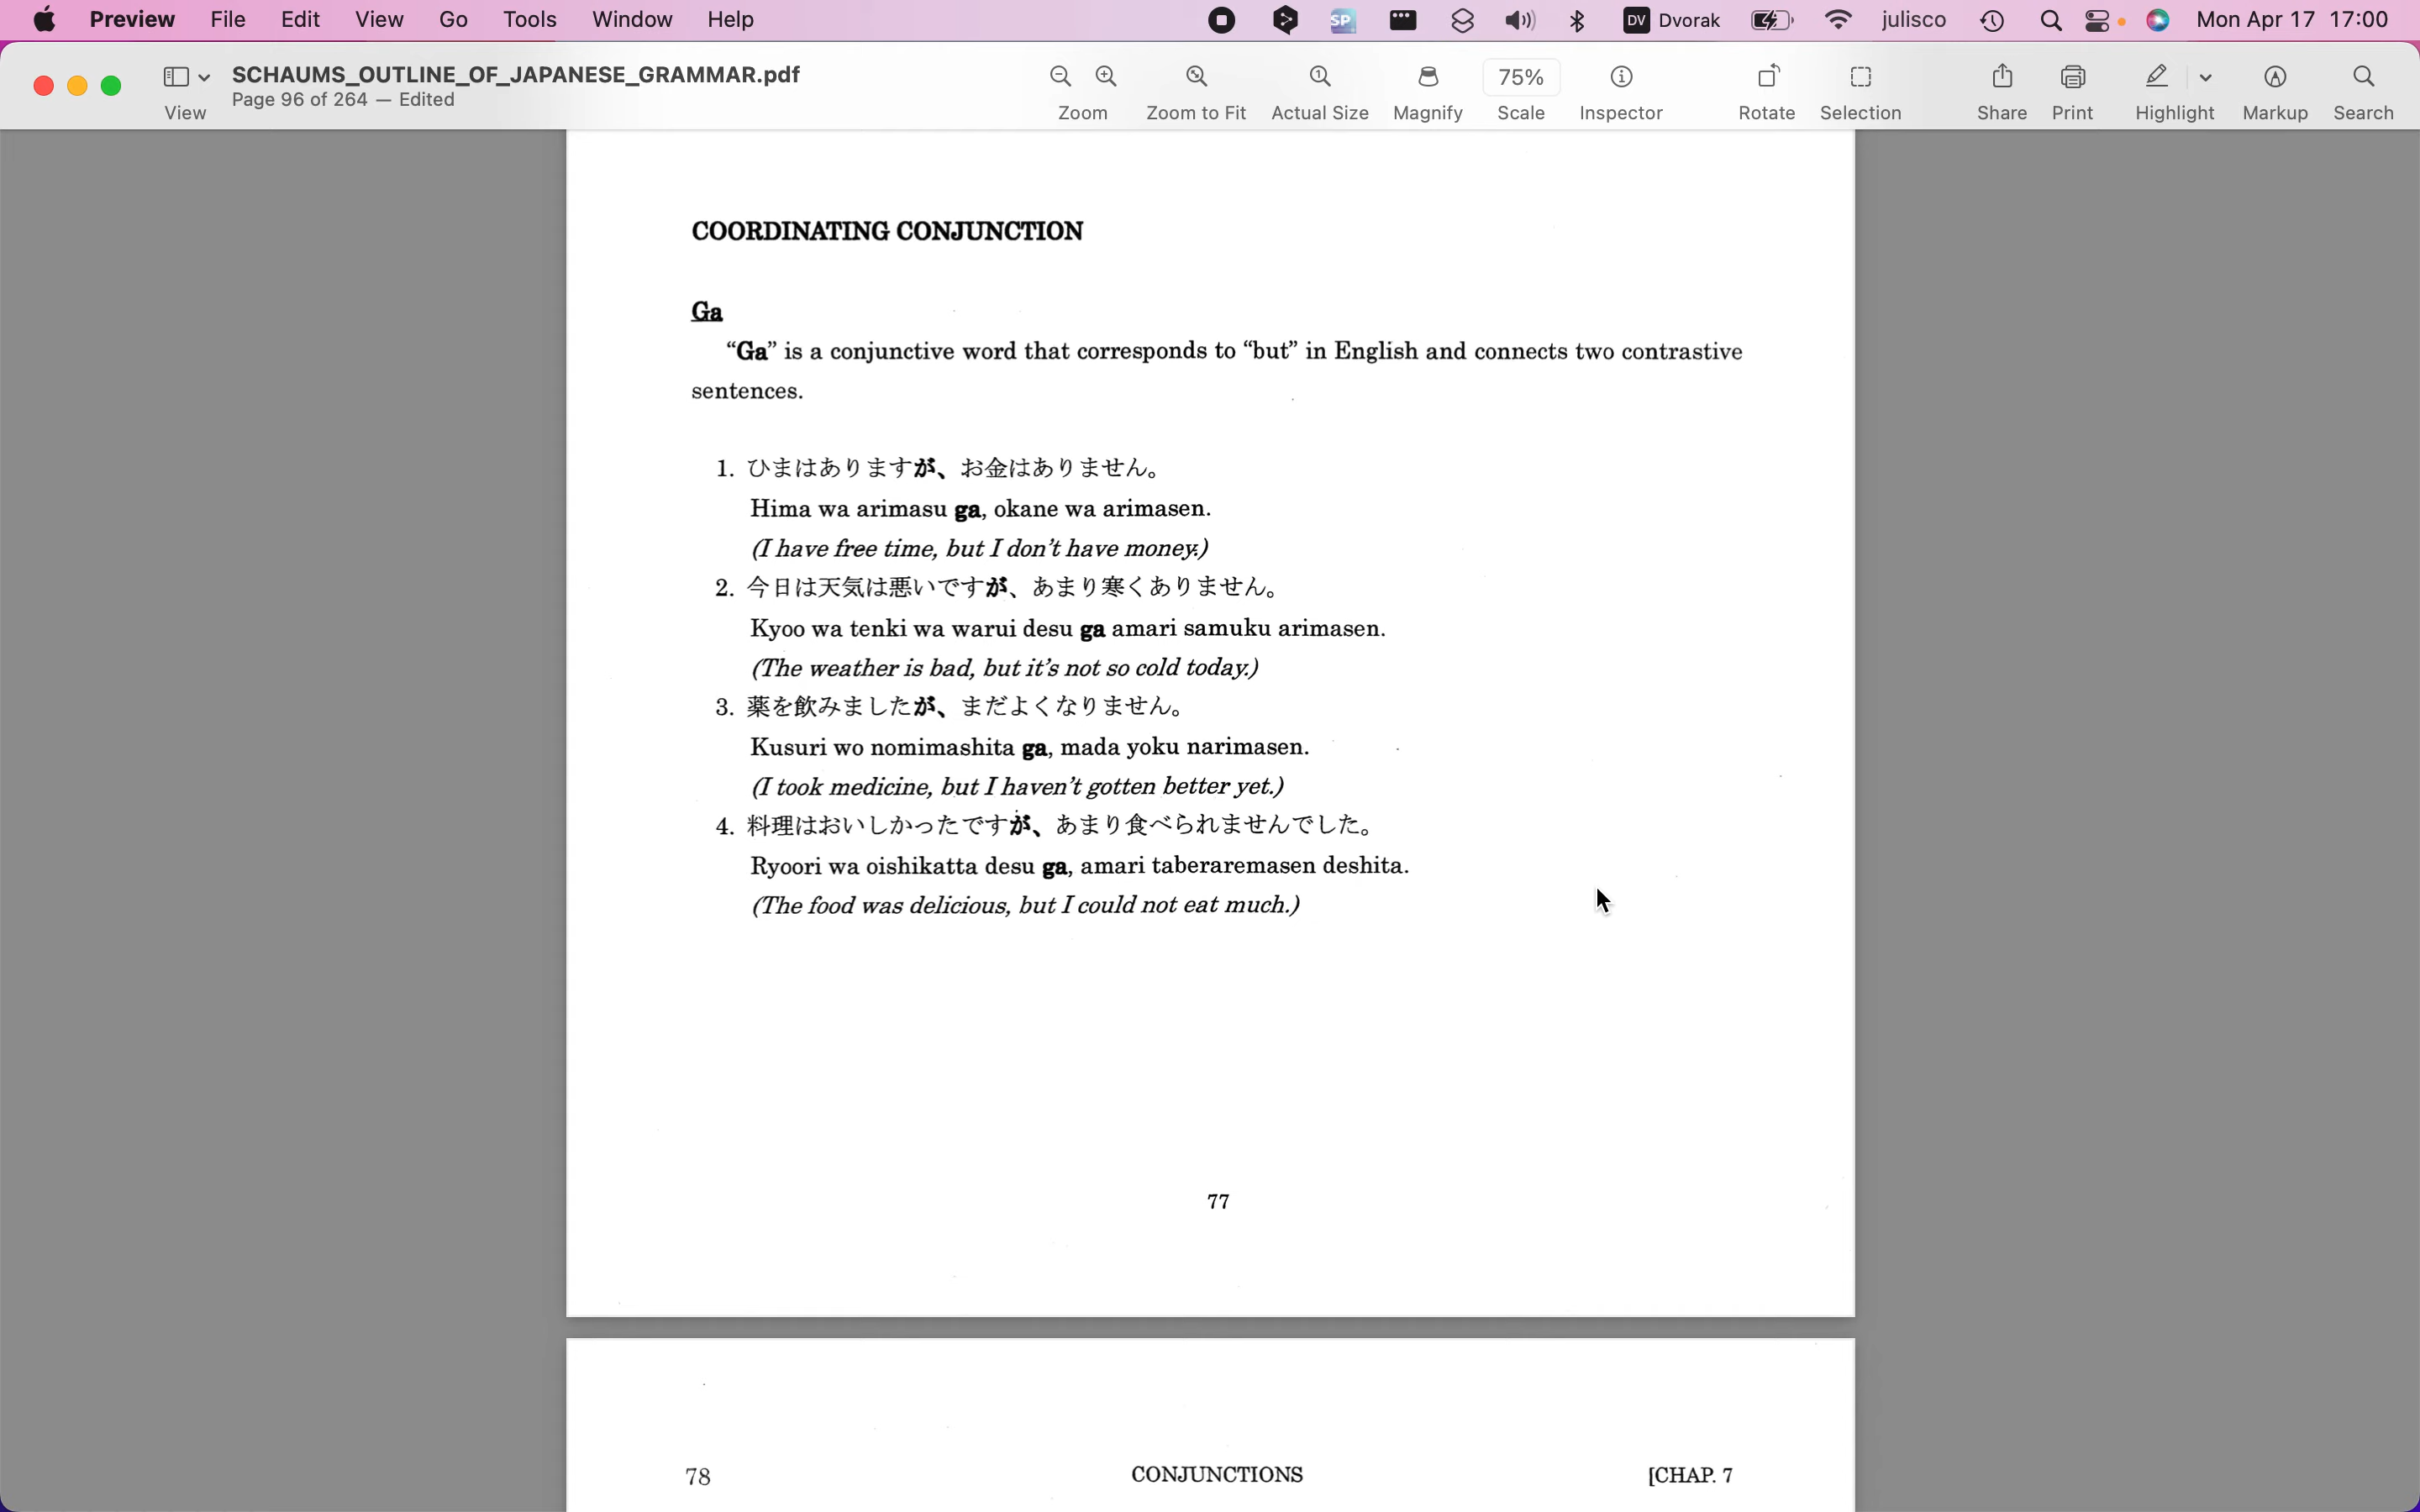 Preview File Edit View Go Tools Window Help SP DV Dvorak julisco Mon Apr 17 17:00
SCHAUMS_OUTLINE_OF_JAPANESE_GRAMMAR.pdf
Page 96 of 264 — Edited
75%
View Zoom Zoom to Fit Actual Size Magnify Scale Inspector Rotate Selection Share Print Highlight Markup Search
COORDINATING CONJUNCTION
Ga
“Ga” is a conjunctive word that corresponds to “but” in English and connects two contrastive
sentences.
1. ひまはありますが、お金はありません。
Hima wa arimasu ga, okane wa arimasen.
(I have free time, but I don’t have money.)
2. 今日は天気は悪いですが、あまり寒くありません。
Kyoo wa tenki wa warui desu ga amari samuku arimasen.
(The weather is bad, but it’s not so cold today.)
3. 薬を飲みましたが、まだよくなりません。
Kusuri wo nomimashita ga, mada yoku narimasen.
(I took medicine, but I haven’t gotten better yet.)
4. 料理はおいしかったですが、あまり食べられませんでした。
Ryoori wa oishikatta desu ga, amari taberaremasen deshita.
(The food was delicious, but I could not eat much.)
77
78 CONJUNCTIONS [CHAP. 7